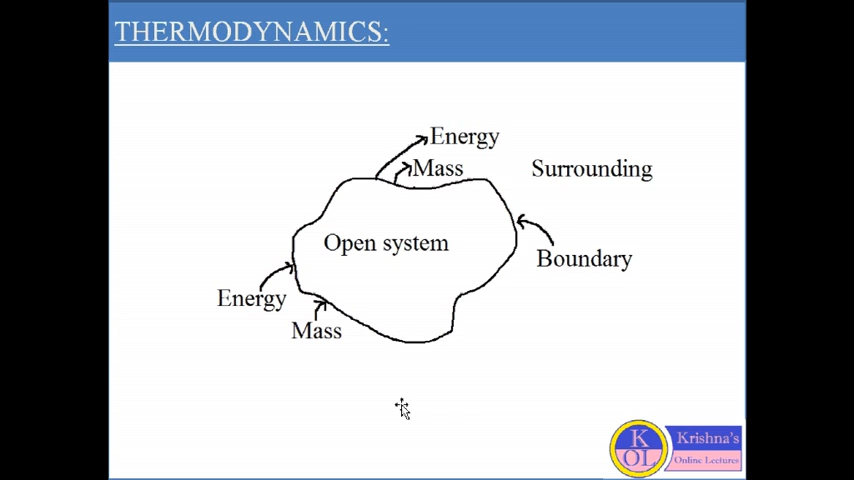 THERMODYNAMICS:
Energy
Mass
Surrounding
Open system
Boundary
Energy
Mass
K
OL
Krishna's
Online Lectures